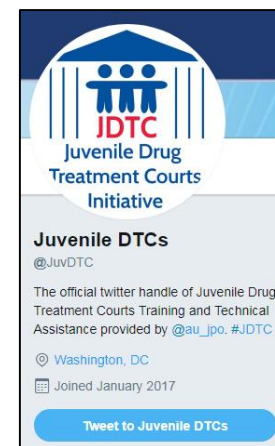 JDTC
Juvenile Drug
Treatment Courts
Initiative
Juvenile DTCs
@JuvDTC
The official twitter handle of Juvenile Drug
Treatment Courts Training and Technical
Assistance provided by @au_jpo. #JDTC
Washington, DC
Joined January 2017
Tweet to Juvenile DTCs